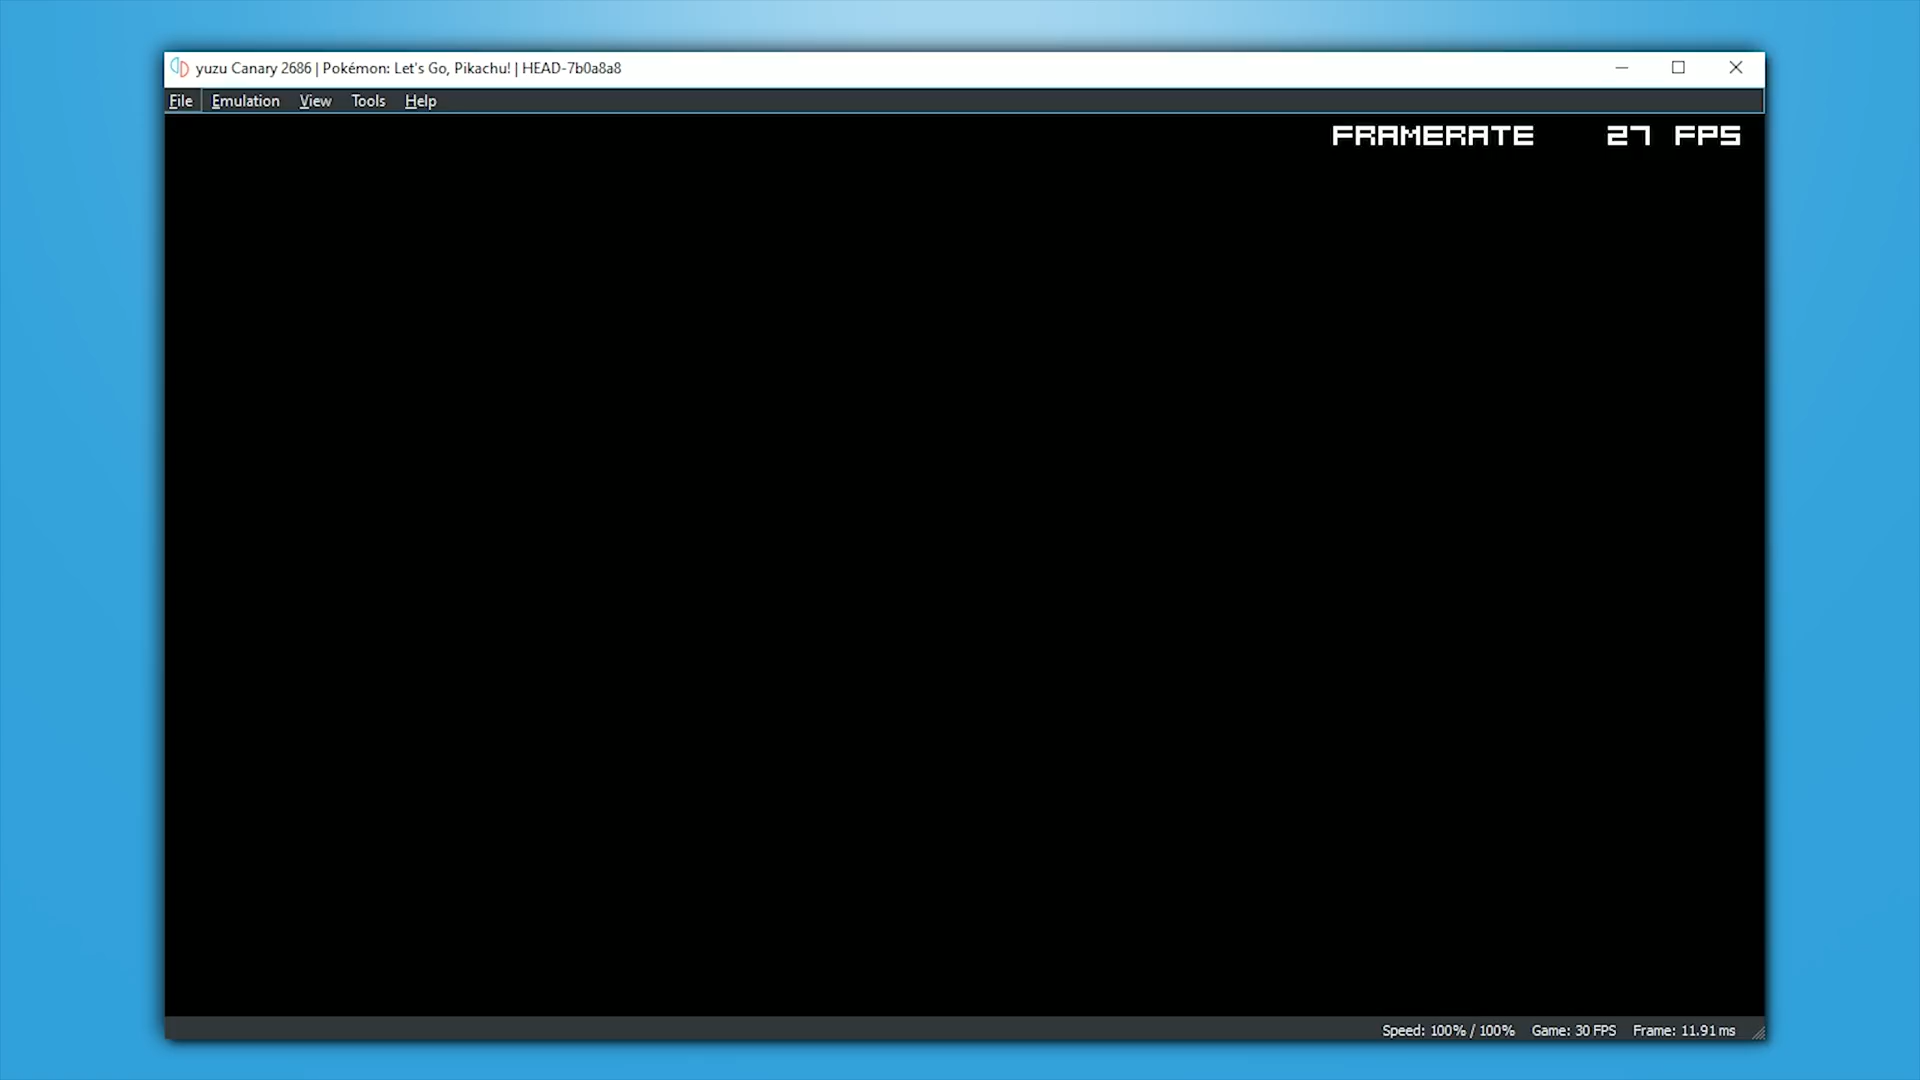 yuzu Canary 2686 | Pokémon: Let's Go, Pikachu! | HEAD-7b0a8a8
File Emulation View Tools Help
FRAMERATE 27 FPS
Speed: 100% / 100% Game: 30 FPS Frame: 11.91 ms